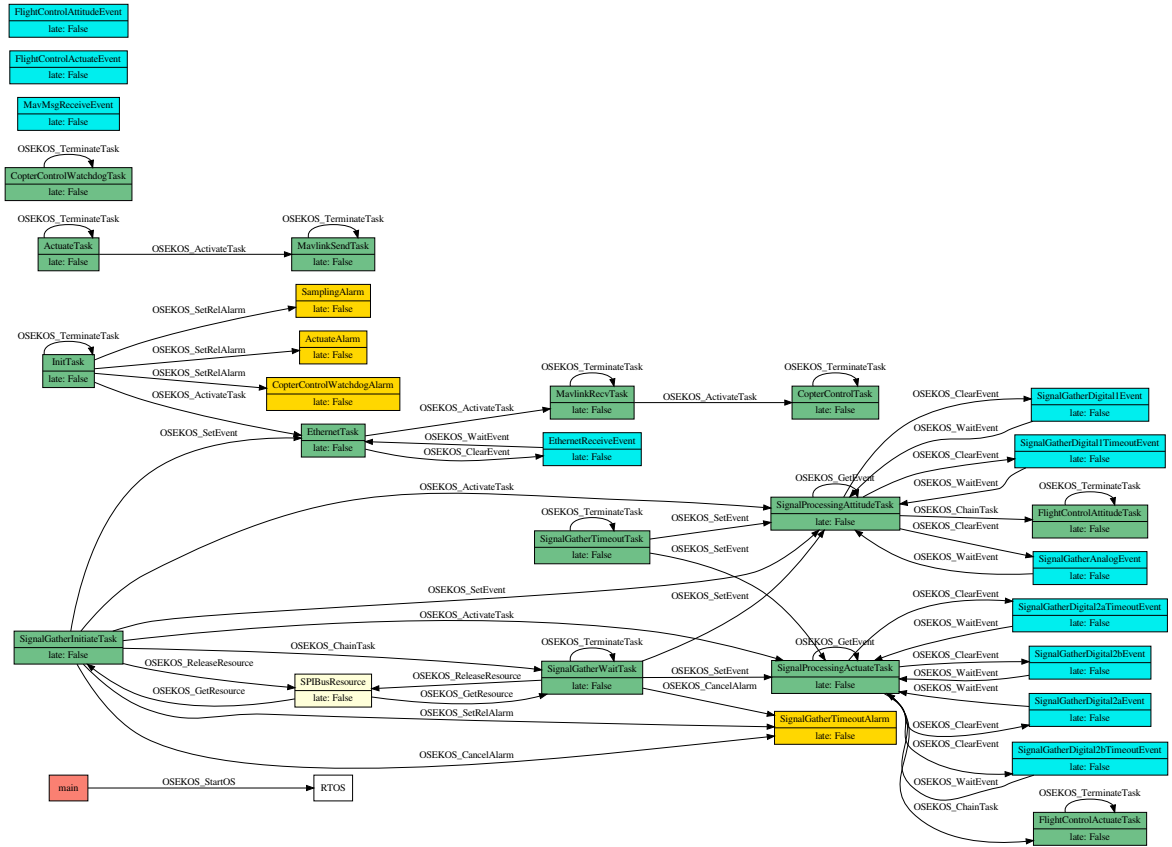 FlightControlAttitudeEvent
late: False
FlightControlActuateEvent
late: False
MavMsgReceiveEvent
late: False
OSEKOS_TerminateTask
CopterControlWatchdogTask
late: False
OSEKOS_TerminateTask
ActuateTask
late: False
OSEKOS_ActivateTask
OSEKOS_TerminateTask
MavlinkSendTask
late: False
SamplingAlarm
late: False
OSEKOS_SetRelAlarm
OSEKOS_TerminateTask
InitTask
late: False
ActuateAlarm
late: False
OSEKOS_SetRelAlarm
OSEKOS_SetRelAlarm
CopterControlWatchdogAlarm
late: False
OSEKOS_ActivateTask
OSEKOS_TerminateTask
MavlinkRecvTask
late: False
OSEKOS_ActivateTask
OSEKOS_TerminateTask
CopterControlTask
late: False
OSEKOS_ActivateTask
EthernetTask
late: False
OSEKOS_SetEvent
OSEKOS_WaitEvent
OSEKOS_ClearEvent
EthernetReceiveEvent
late: False
OSEKOS_ClearEvent
SignalGatherDigital1Event
late: False
OSEKOS_WaitEvent
SignalGatherDigital1TimeoutEvent
late: False
OSEKOS_ClearEvent
OSEKOS_WaitEvent
OSEKOS_GetEvent
SignalProcessingAttitudeTask
late: False
OSEKOS_ChainTask
OSEKOS_TerminateTask
FlightControlAttitudeTask
late: False
OSEKOS_ClearEvent
OSEKOS_WaitEvent
SignalGatherAnalogEvent
late: False
OSEKOS_ActivateTask
OSEKOS_TerminateTask
SignalGatherTimeoutTask
late: False
OSEKOS_SetEvent
OSEKOS_SetEvent
OSEKOS_SetEvent
OSEKOS_SetEvent
OSEKOS_ActivateTask
SignalGatherInitiateTask
late: False
OSEKOS_ChainTask
OSEKOS_ReleaseResource
OSEKOS_GetResource
SPIBusResource
late: False
OSEKOS_ReleaseResource
OSEKOS_GetResource
OSEKOS_TerminateTask
SignalGatherWaitTask
late: False
OSEKOS_SetEvent
OSEKOS_CancelAlarm
OSEKOS_SetRelAlarm
OSEKOS_CancelAlarm
SignalGatherTimeoutAlarm
late: False
OSEKOS_GetEvent
SignalProcessingActuateTask
late: False
OSEKOS_ClearEvent
SignalGatherDigital2aTimeoutEvent
late: False
OSEKOS_WaitEvent
OSEKOS_ClearEvent
SignalGatherDigital2bEvent
late: False
OSEKOS_WaitEvent
OSEKOS_WaitEvent
SignalGatherDigital2aEvent
late: False
OSEKOS_ClearEvent
OSEKOS_ClearEvent
SignalGatherDigital2bTimeoutEvent
late: False
OSEKOS_WaitEvent
OSEKOS_ChainTask
OSEKOS_TerminateTask
FlightControlActuateTask
late: False
main
OSEKOS_StartOS
RTOS